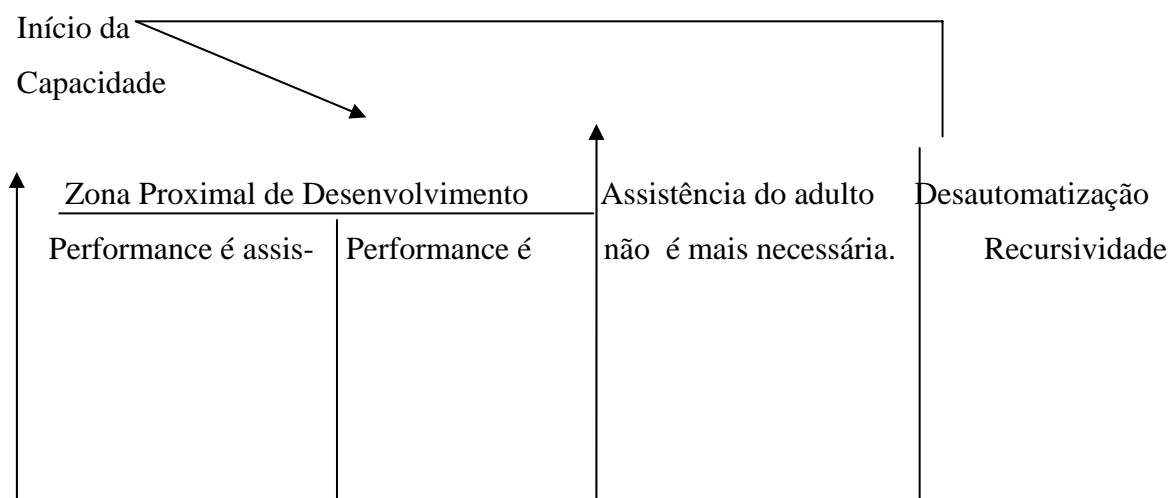 Início da
Capacidade
Zona Proximal de Desenvolvimento Assistência do adulto Desautomatização
Performance é assis- Performance é não é mais necessária. Recursividade